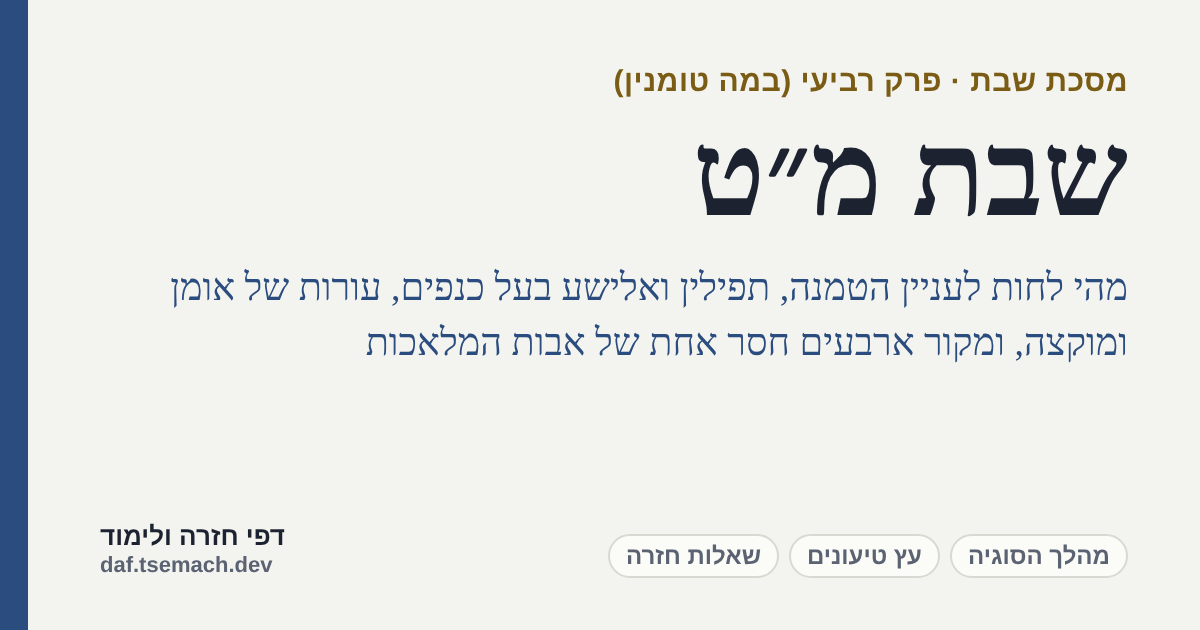 מסכת שבת · פרק רביעי (במה טומנין)
שבת מ״ט
מהי לחות לעניין הטמנה, תפילין ואלישע בעל כנפים, עורות של אומן
ומוקצה, ומקור ארבעים חסר אחת של אבות המלאכות
מהלך הסוגיה
עץ טיעונים
שאלות חזרה
דפי חזרה ולימוד
daf.tsemach.dev